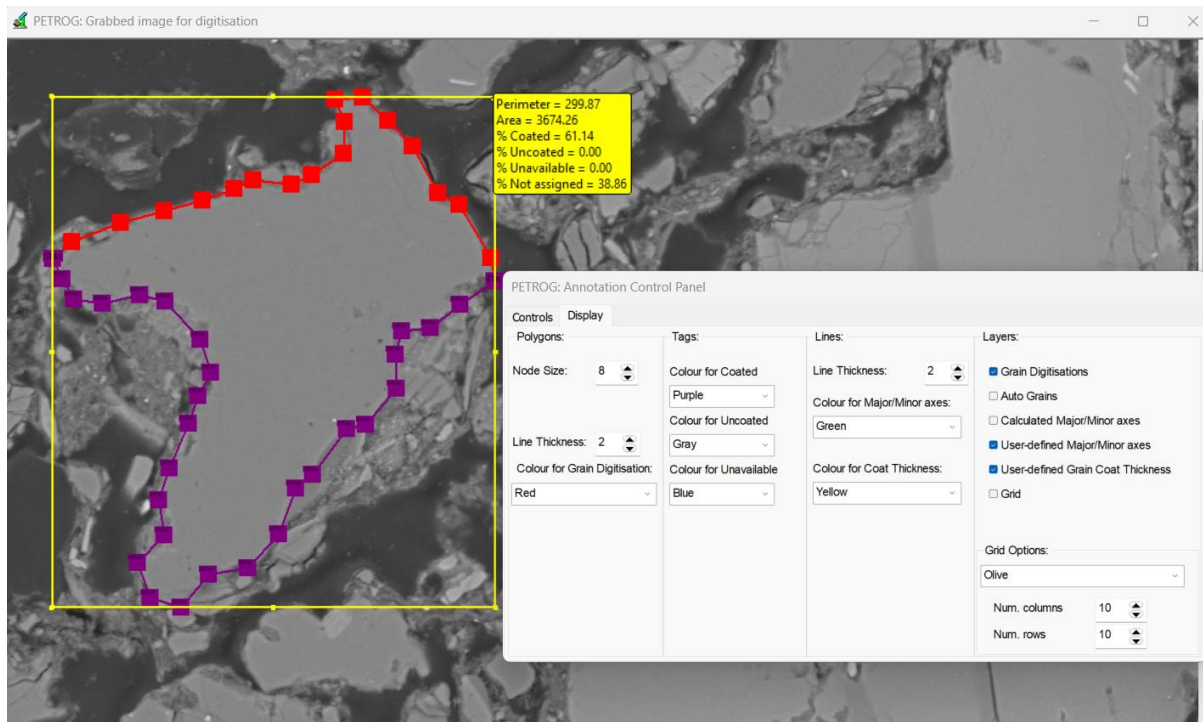 PETROG: Grabbed image for digitisation
Perimeter = 299.87
Area = 3674.26
% Coated = 61.14
% Uncoated = 0.00
% Unavailable = 0.00
% Not assigned = 38.86
PETROG: Annotation Control Panel
Controls
Display
Polygons:
Node Size:
8
Line Thickness:
2
Colour for Grain Digitisation:
Red
Tags:
Colour for Coated
Purple
Colour for Uncoated
Gray
Colour for Unavailable
Blue
Lines:
Line Thickness:
2
Colour for Major/Minor axes:
Green
Colour for Coat Thickness:
Yellow
Layers:
Grain Digitisations
Auto Grains
Calculated Major/Minor axes
User-defined Major/Minor axes
User-defined Grain Coat Thickness
Grid
Grid Options:
Olive
Num. columns
10
Num. rows
10